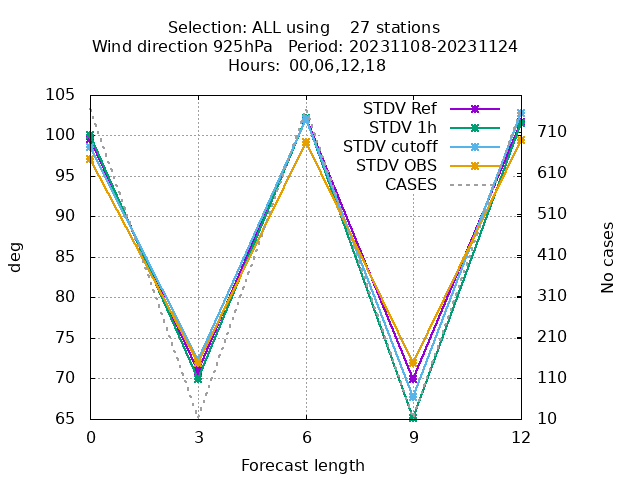 Selection: ALL using    27 stations
Wind direction 925hPa   Period: 20231108-20231124
Hours: 00,06,12,18
105
100
95
90
85
80
75
70
65
deg
STDV Ref
STDV 1h
STDV cutoff
STDV OBS
CASES
710
610
510
410
310
210
110
10
No cases
0
3
6
9
12
Forecast length